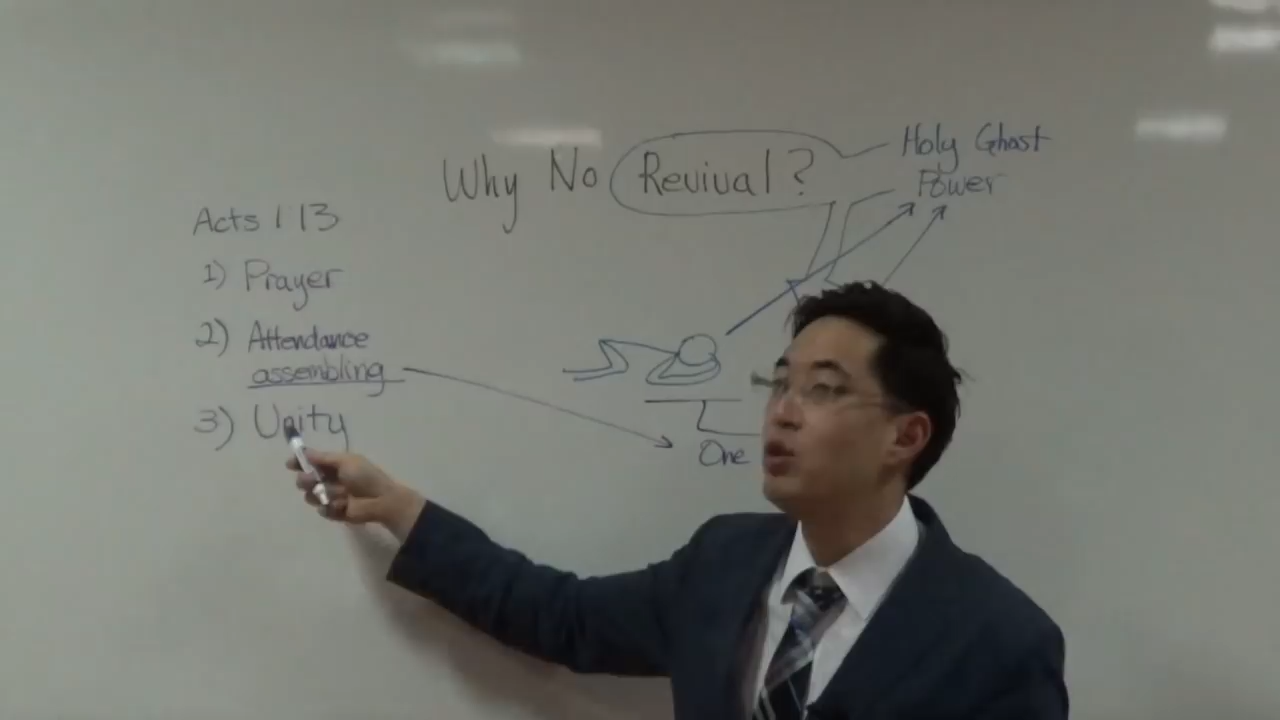 Why No Revival?
Holy Ghost
Power
Acts 1 13
1) Prayer
2) Attendance
assembling
3) Unity
One